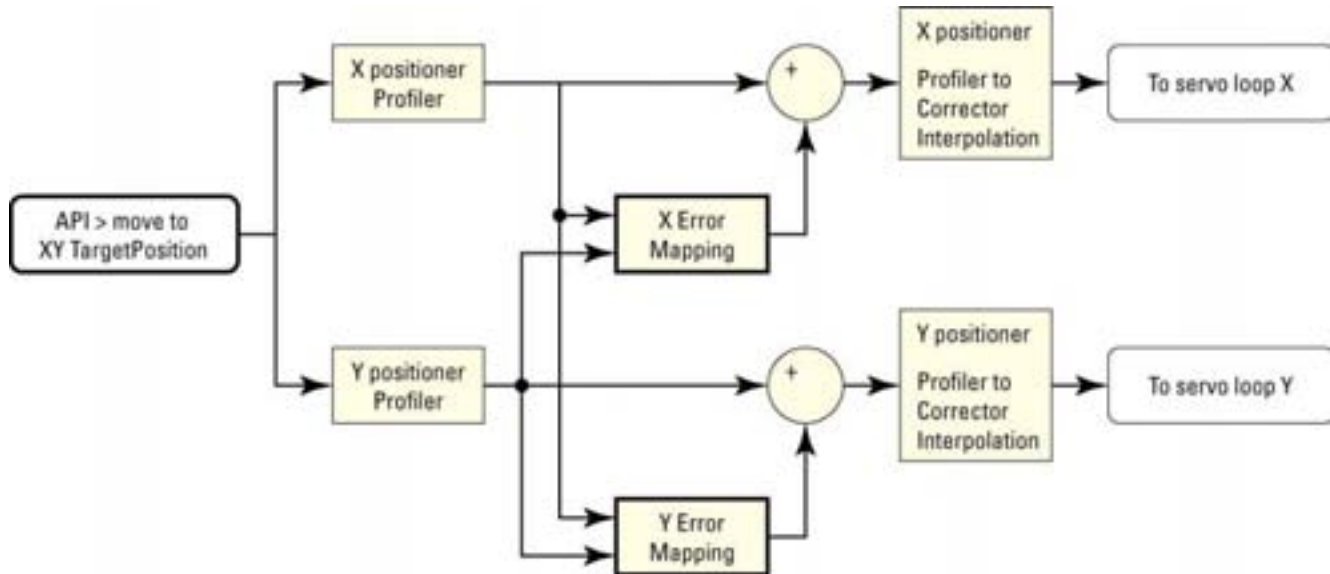 X positioner
Profiler
+
X positioner
Profiler to
Corrector
Interpolation
To servo loop X
API > move to
XY TargetPosition
X Error
Mapping
Y positioner
Profiler
+
Y positioner
Profiler to
Corrector
Interpolation
To servo loop Y
Y Error
Mapping